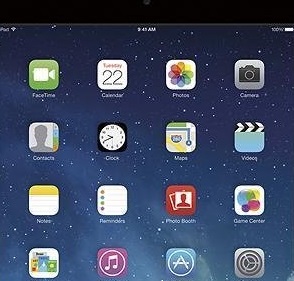 iPad 9:41 AM 100%
Tuesday
22
FaceTime Calendar Photos Camera
Contacts Clock Maps Videos
Notes Reminders Photo Booth Game Center